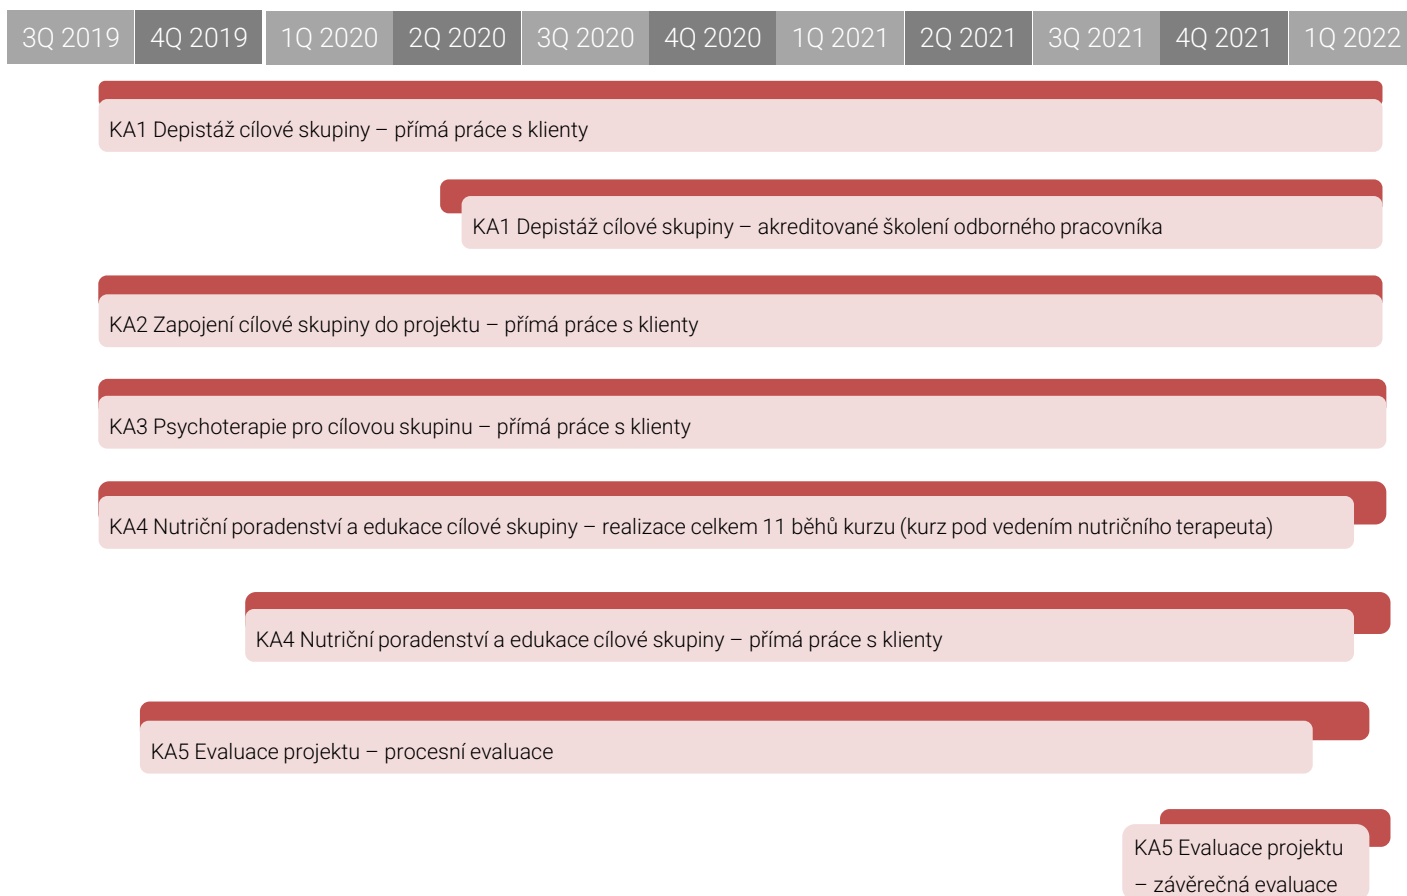 3Q 2019 4Q 2019 1Q 2020 2Q 2020 3Q 2020 4Q 2020 1Q 2021 2Q 2021 3Q 2021 4Q 2021 1Q 2022
KA1 Depistáž cílové skupiny – přímá práce s klienty
KA1 Depistáž cílové skupiny – akreditované školení odborného pracovníka
KA2 Zapojení cílové skupiny do projektu – přímá práce s klienty
KA3 Psychoterapie pro cílovou skupinu – přímá práce s klienty
KA4 Nutriční poradenství a edukace cílové skupiny – realizace celkem 11 běhů kurzu (kurz pod vedením nutričního terapeuta)
KA4 Nutriční poradenství a edukace cílové skupiny – přímá práce s klienty
KA5 Evaluace projektu – procesní evaluace
KA5 Evaluace projektu
– závěrečná evaluace